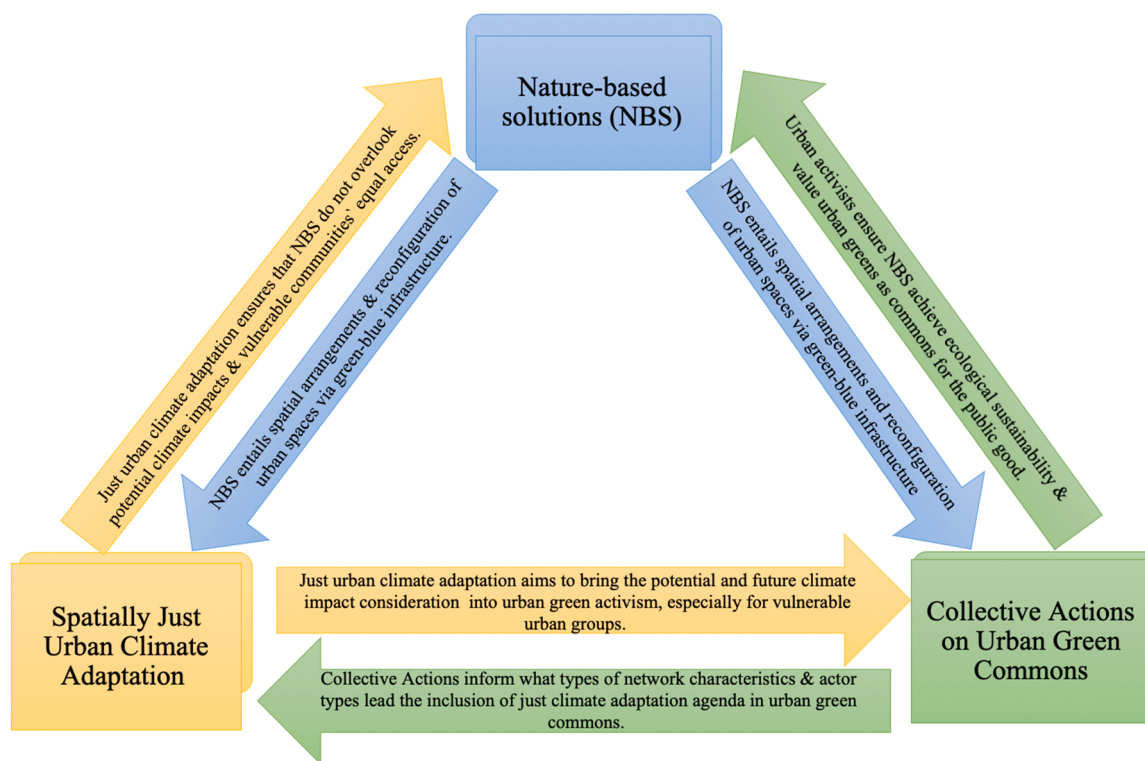 Nature-based
solutions (NBS)
Just urban climate adaptation ensures that NBS do not overlook
potential climate impacts & vulnerable communities` equal access.
NBS entails spatial arrangements & reconfiguration of
urban spaces via green-blue infrastructure.
NBS entails spatial arrangements and reconfiguration
of urban spaces via green-blue infrastructure
Urban activists ensure NBS achieve ecological sustainability &
value urban greens as commons for the public good.
Spatially Just
Urban Climate
Adaptation
Just urban climate adaptation aims to bring the potential and future climate
impact consideration into urban green activism, especially for vulnerable
urban groups.
Collective Actions inform what types of network characteristics & actor
types lead the inclusion of just climate adaptation agenda in urban green
commons.
Collective Actions
on Urban Green
Commons